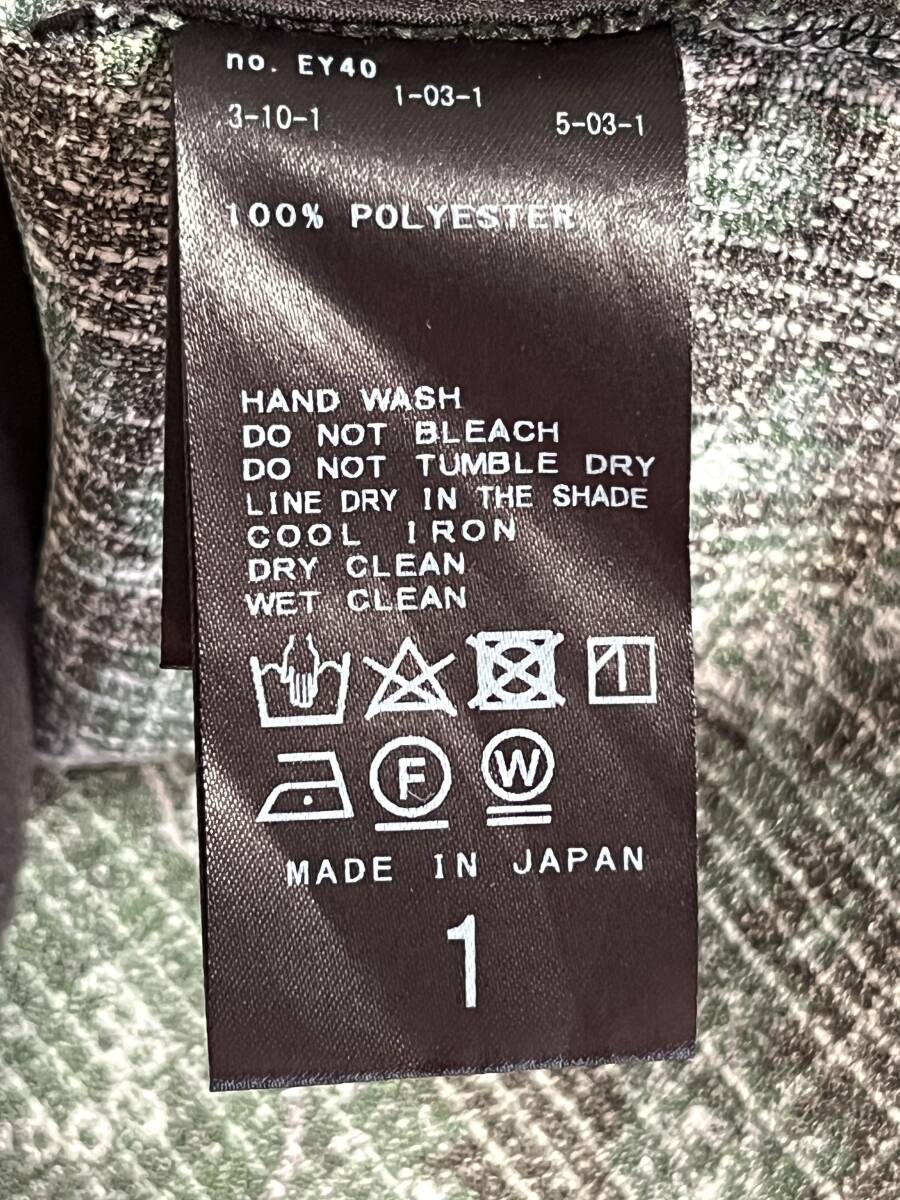 no. EY40
1-03-1
3-10-1 5-03-1
100% POLYESTER
HAND WASH
DO NOT BLEACH
DO NOT TUMBLE DRY
LINE DRY IN THE SHADE
COOL IRON
DRY CLEAN
WET CLEAN
F W
MADE IN JAPAN
1